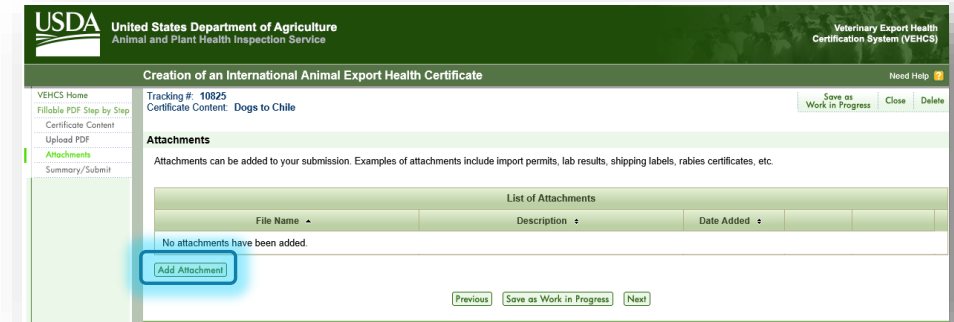 USDA
United States Department of Agriculture
Animal and Plant Health Inspection Service
Veterinary Export Health
Certification System (VEHCS)
Creation of an International Animal Export Health Certificate
Need Help ?
VEHCS Home
Fillable PDF Step by Step
Certificate Content
Upload PDF
Attachments
Summary/Submit
Tracking #: 10825
Certificate Content: Dogs to Chile
Save as
Work in Progress
Close
Delete
Attachments
Attachments can be added to your submission. Examples of attachments include import permits, lab results, shipping labels, rabies certificates, etc.
List of Attachments
File Name Description Date Added
No attachments have been added.
Add Attachment
Previous Save as Work in Progress Next